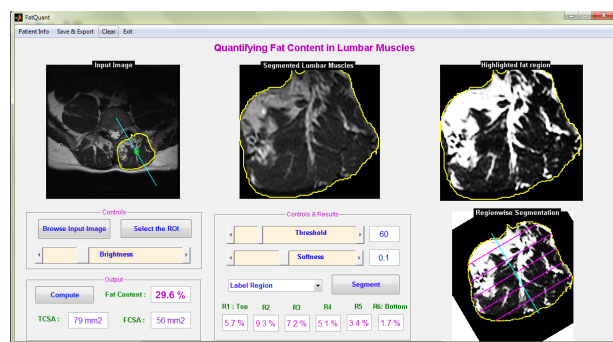 FatQuant
Patient Info Save & Export Clear Exit
Quantifying Fat Content in Lumbar Muscles
Input Image
Segmented Lumbar Muscles
Highlighted fat region
Controls
Browse Input Image
Select the ROI
Brightness
Output
Compute
Fat Content : 29.6 %
TCSA : 79 mm2
FCSA : 56 mm2
Controls & Results
Threshold 60
Softness 0.1
Label Region
Segment
R1 : Top R2 R3 R4 R5 R6: Bottom
5.7 % 9.3 % 7.2 % 5.1 % 3.4 % 1.7 %
Regionwise Segmentation